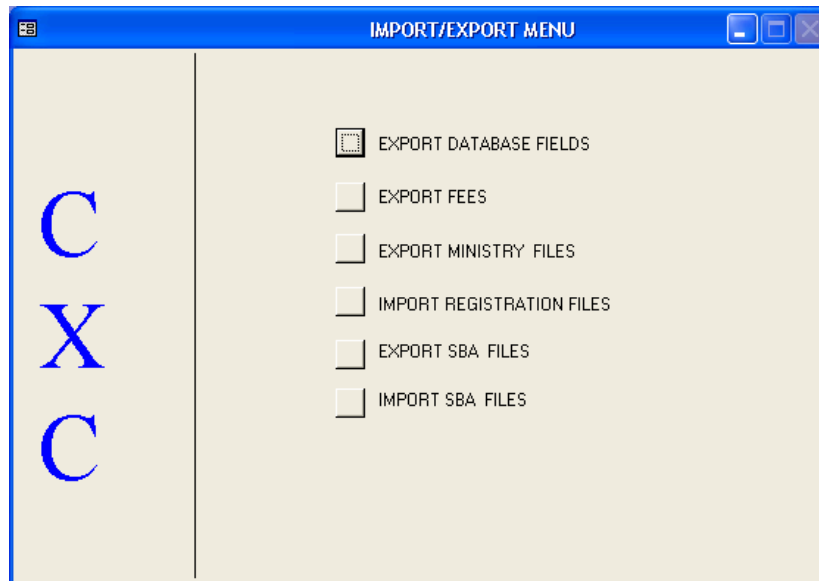 IMPORT/EXPORT MENU
C
X
C
EXPORT DATABASE FIELDS
EXPORT FEES
EXPORT MINISTRY FILES
IMPORT REGISTRATION FILES
EXPORT SBA FILES
IMPORT SBA FILES